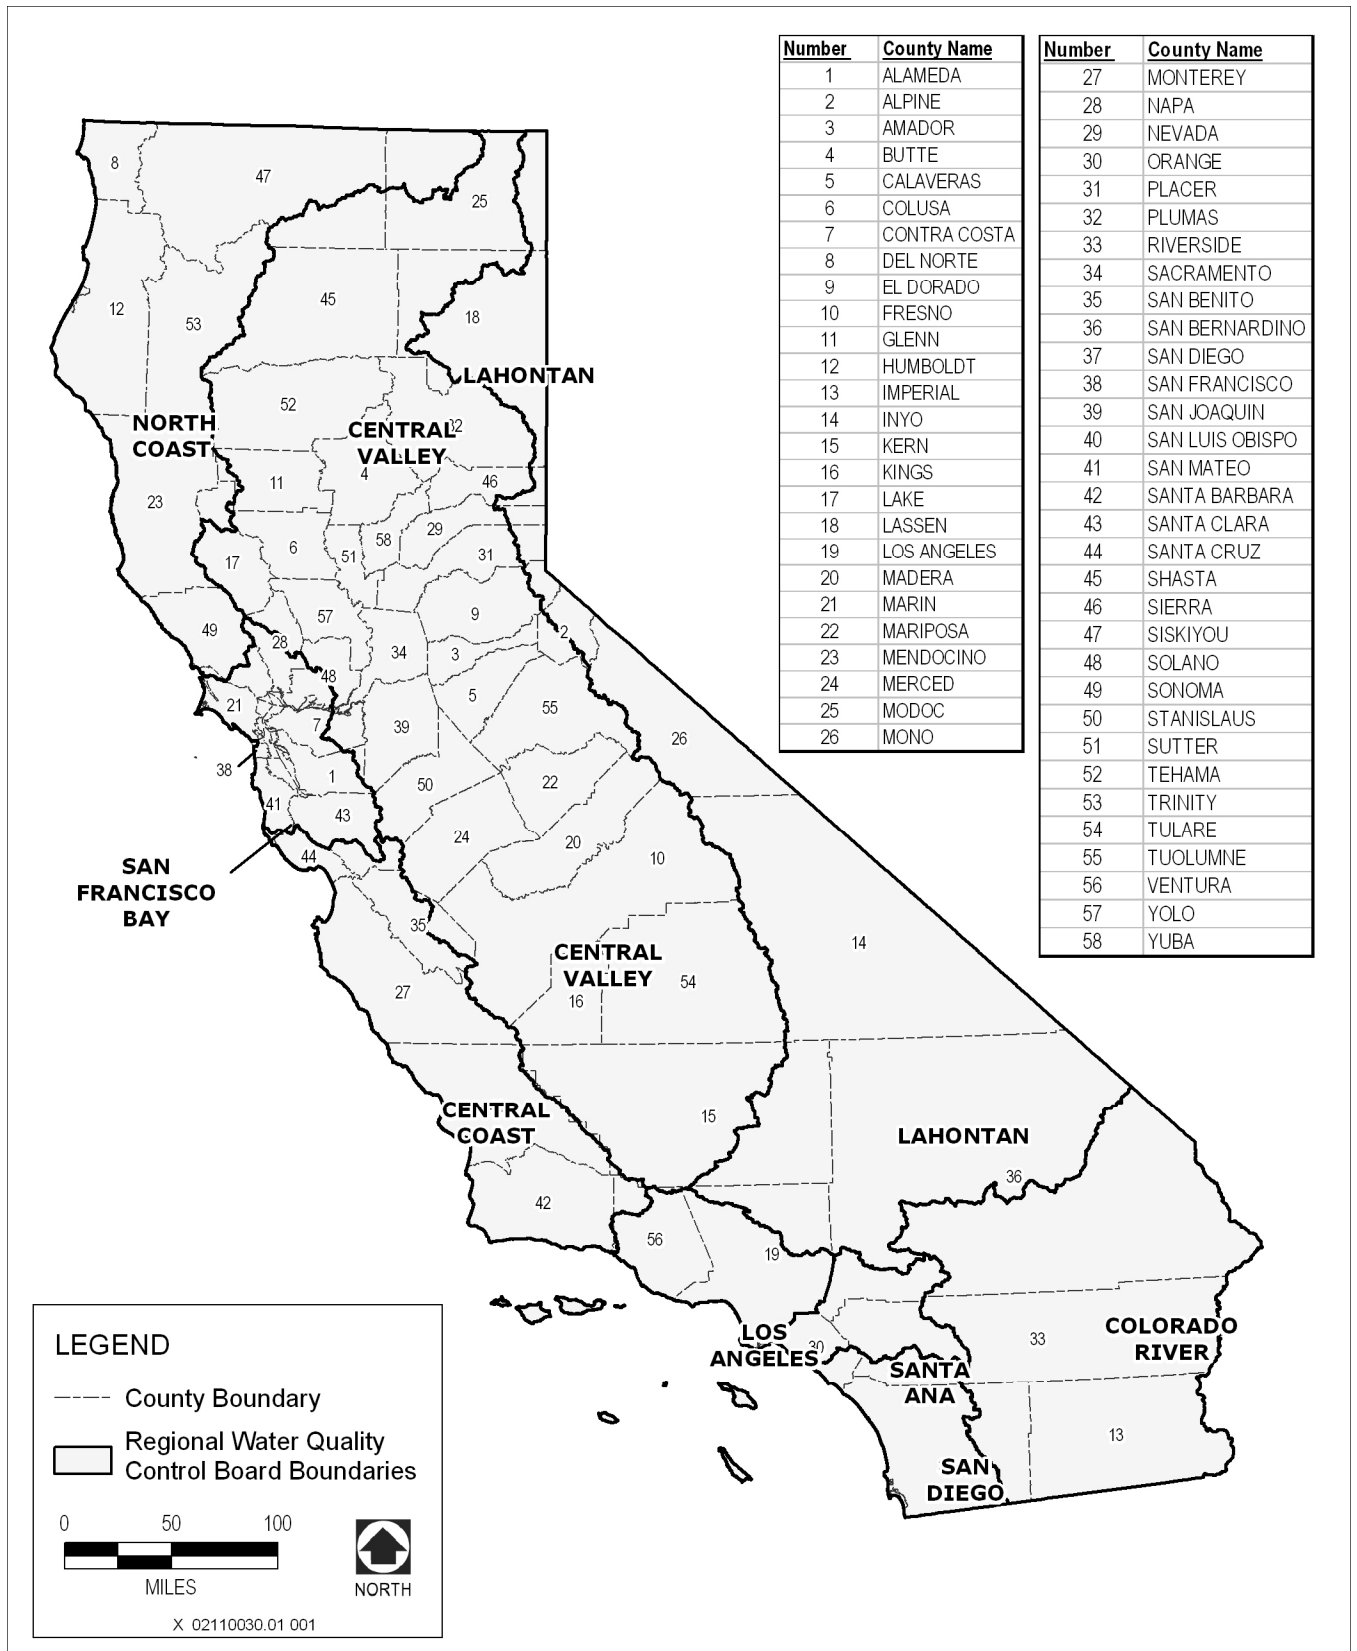 Number County Name
1 ALAMEDA
2 ALPINE
3 AMADOR
4 BUTTE
5 CALAVERAS
6 COLUSA
7 CONTRA COSTA
8 DEL NORTE
9 EL DORADO
10 FRESNO
11 GLENN
12 HUMBOLDT
13 IMPERIAL
14 INYO
15 KERN
16 KINGS
17 LAKE
18 LASSEN
19 LOS ANGELES
20 MADERA
21 MARIN
22 MARIPOSA
23 MENDOCINO
24 MERCED
25 MODOC
26 MONO
Number County Name
27 MONTEREY
28 NAPA
29 NEVADA
30 ORANGE
31 PLACER
32 PLUMAS
33 RIVERSIDE
34 SACRAMENTO
35 SAN BENITO
36 SAN BERNARDINO
37 SAN DIEGO
38 SAN FRANCISCO
39 SAN JOAQUIN
40 SAN LUIS OBISPO
41 SAN MATEO
42 SANTA BARBARA
43 SANTA CLARA
44 SANTA CRUZ
45 SHASTA
46 SIERRA
47 SISKIYOU
48 SOLANO
49 SONOMA
50 STANISLAUS
51 SUTTER
52 TEHAMA
53 TRINITY
54 TULARE
55 TUOLUMNE
56 VENTURA
57 YOLO
58 YUBA
8
47
25
45
12
53
18
LAHONTAN
52
NORTH
COAST
CENTRAL
VALLEY
32
4
11
46
23
29
58
6
51
31
17
9
57
49
28
2
34
3
48
5
21
55
7
39
26
38
1
50
22
41
43
24
20
44
10
SAN
FRANCISCO
BAY
35
14
CENTRAL
VALLEY
54
27
16
CENTRAL
COAST
15
LAHONTAN
36
42
56
19
LOS
ANGELES
30
33
COLORADO
RIVER
SANTA
ANA
13
SAN
DIEGO
LEGEND
County Boundary
Regional Water Quality
Control Board Boundaries
0 50 100
MILES
NORTH
X 02110030.01 001